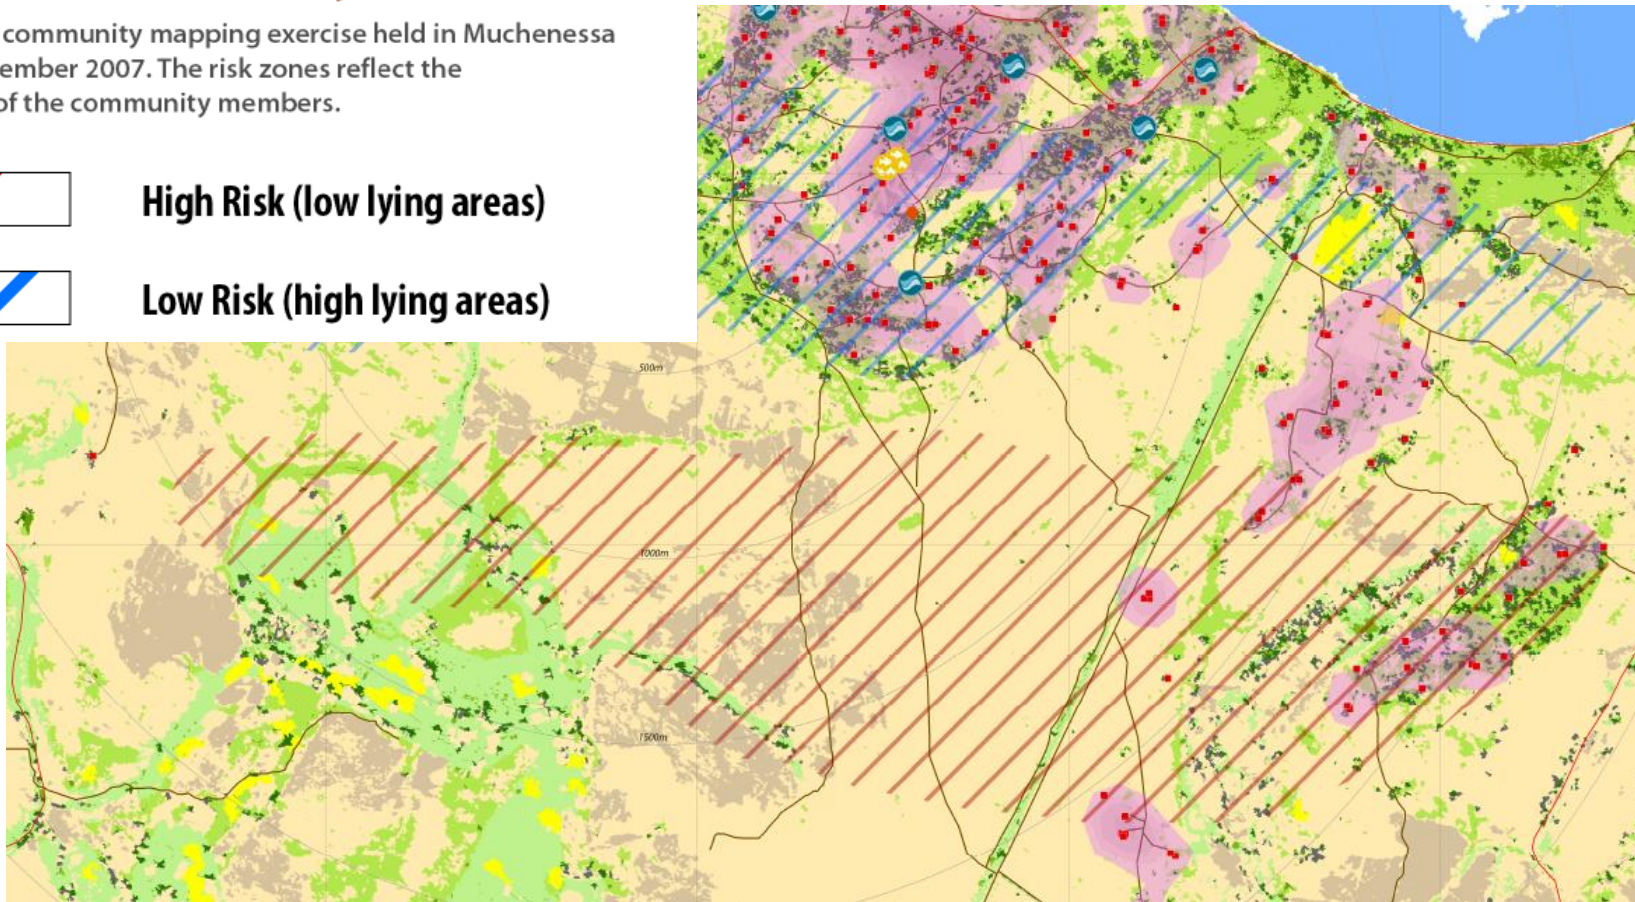 community mapping exercise held in Muchenessa
ember 2007. The risk zones reflect the
of the community members.
High Risk (low lying areas)
Low Risk (high lying areas)
500m
1000m
1500m